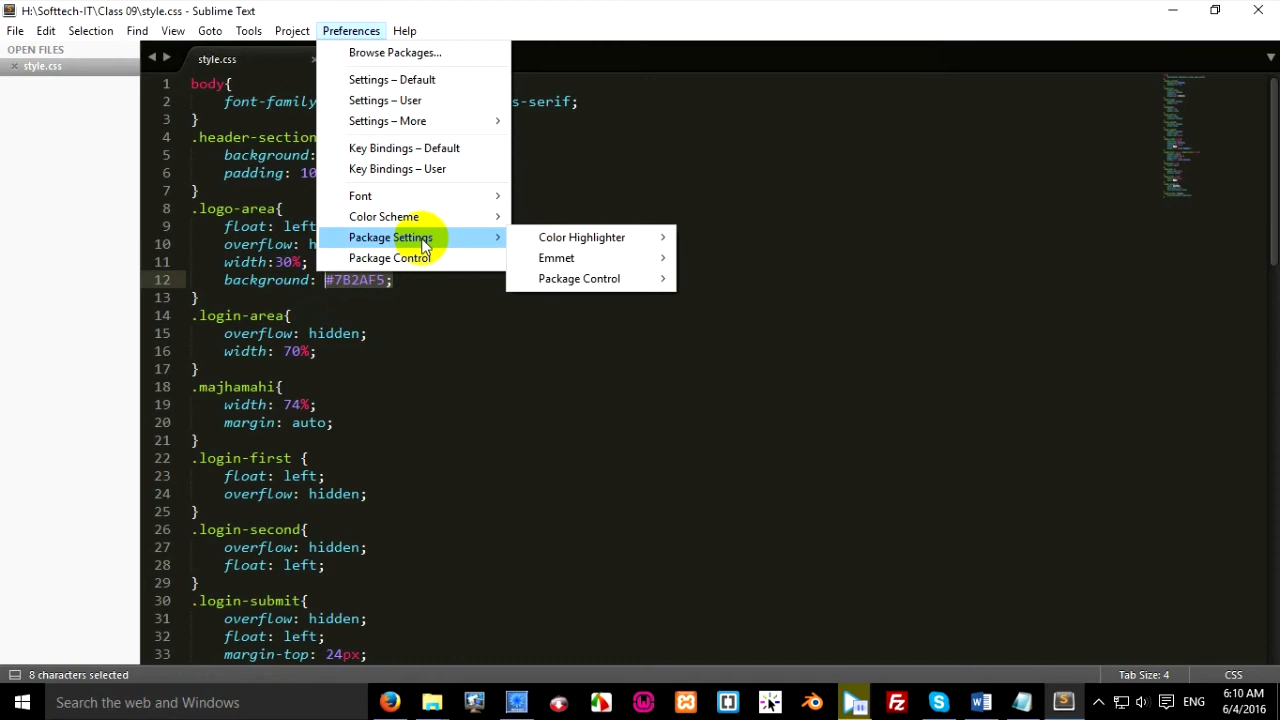 H:\Softtech-IT\Class 09\style.css - Sublime Text
File Edit Selection Find View Goto Tools Project Preferences Help
OPEN FILES
style.css
style.css
Browse Packages...
Settings – Default
Settings – User
Settings – More
Key Bindings – Default
Key Bindings – User
Font
Color Scheme
Package Settings
Package Control
Color Highlighter
Emmet
Package Control
1 body{
2 font-family s-serif;
3 }
4 .header-section
5 background:
6 padding: 10
7 }
8 .logo-area{
9 float: left
10 overflow: h
11 width:30%;
12 background: #7B2AF5;
13 }
14 .login-area{
15 overflow: hidden;
16 width: 70%;
17 }
18 .majhamahi{
19 width: 74%;
20 margin: auto;
21 }
22 .login-first {
23 float: left;
24 overflow: hidden;
25 }
26 .login-second{
27 overflow: hidden;
28 float: left;
29 }
30 .login-submit{
31 overflow: hidden;
32 float: left;
33 margin-top: 24px;
8 characters selected
Tab Size: 4
CSS
Search the web and Windows
ENG
6:10 AM
6/4/2016